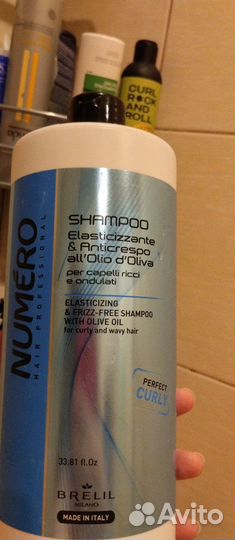 CURL
ROCK
AND
ROLL
NUMÉRO
HAIR PROFESSIONAL
SHAMPOO
Elasticizzante
& Anticrespo
all'Olio d'Oliva
per capelli ricci
e ondulati
ELASTICIZING
& FRIZZ-FREE SHAMPOO
WITH OLIVE OIL
for curly and wavy hair
PERFECT
CURLY
33.81 fl.Oz
BRELIL
MILANO
MADE IN ITALY
Avito